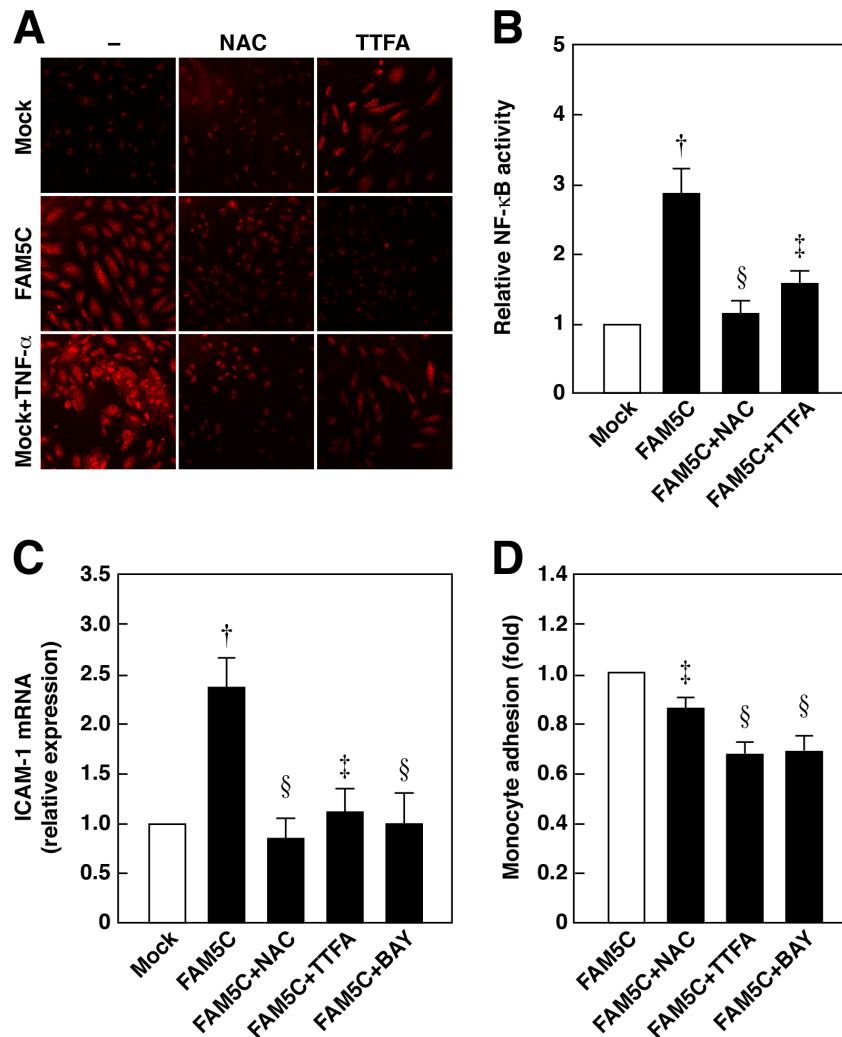 A
– NAC TTFA
Mock
FAM5C
Mock+TNF-α
B
Relative NF-κB activity
5
4
3
2
1
0
†
§
‡
Mock
FAM5C
FAM5C+NAC
FAM5C+TTFA
C
ICAM-1 mRNA
(relative expression)
3.5
3.0
2.5
2.0
1.5
1.0
0.5
0
†
§
‡
§
Mock
FAM5C
FAM5C+NAC
FAM5C+TTFA
FAM5C+BAY
D
Monocyte adhesion (fold)
1.4
1.2
1.0
0.8
0.6
0.4
0.2
0
‡
§
§
FAM5C
FAM5C+NAC
FAM5C+TTFA
FAM5C+BAY